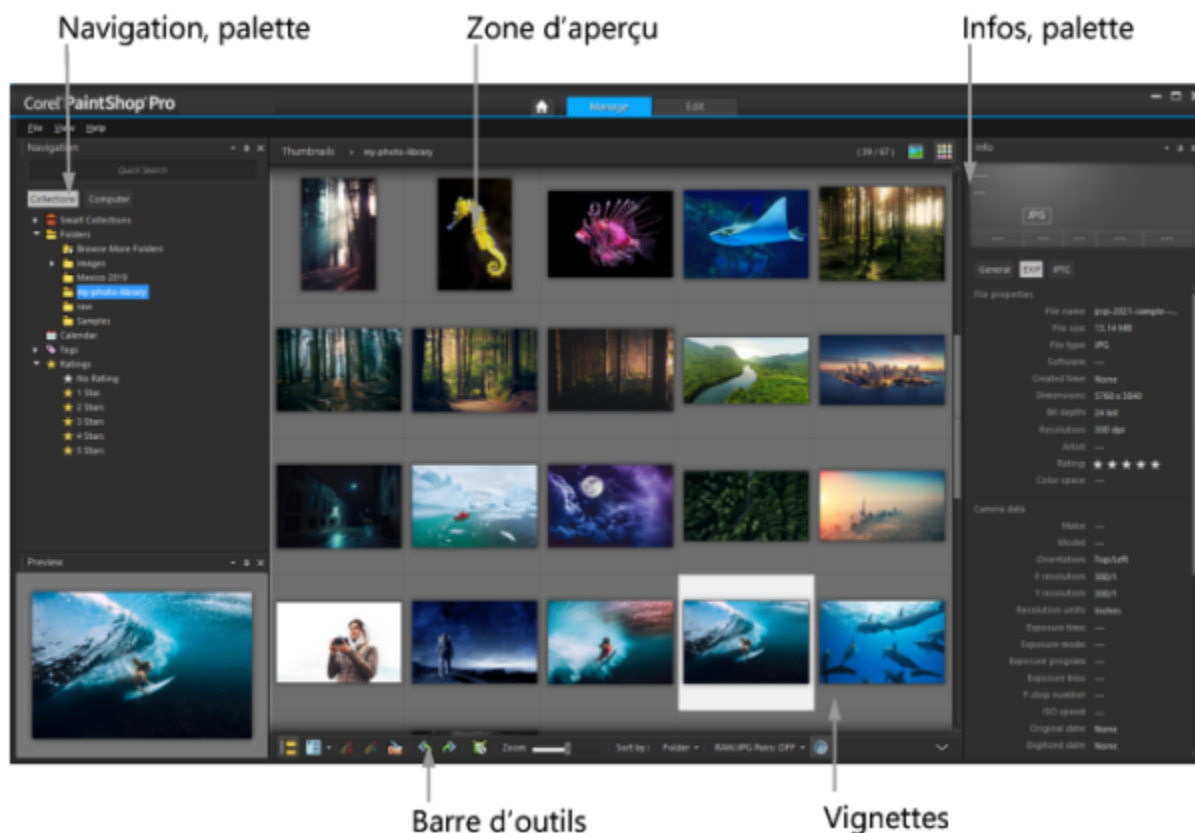 Navigation, palette
Zone d'aperçu
Infos, palette
Corel PaintShop Pro
Manage
Edit
File View Help
Navigation
Quick Search
Collections
Computer
Smart Collections
Folders
Browse More Folders
Images
Mexico 2019
my-photo-library
raw
Samples
Calendar
Tags
Ratings
No Rating
1 Star
2 Stars
3 Stars
4 Stars
5 Stars
Preview
Thumbnails > my-photo-library
(39 / 67)
Zoom
Sort by: Folder
RAW/JPG Pairs: OFF
Info
---
---
JPG
--- --- --- --- ---
General EXIF IPTC
File properties
File name: psp-2021-sample--...
File size: 13.14 MB
File type: JPG
Software: ---
Created time: None
Dimensions: 5760 x 3840
Bit depth: 24 bit
Resolution: 300 dpi
Artist: ---
Rating: ★ ★ ★ ★ ★
Color space: ---
Camera data
Make: ---
Model: ---
Orientation: Top/Left
X resolution: 300/1
Y resolution: 300/1
Resolution units: Inches
Exposure time: ---
Exposure mode: ---
Exposure program: ---
Exposure bias: ---
F-stop number: ---
ISO speed: ---
Original date: None
Digitized date: None
Barre d'outils
Vignettes